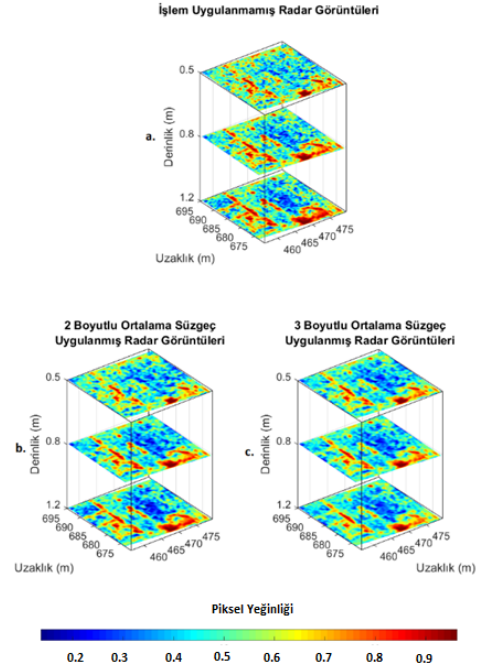 İşlem Uygulanmamış Radar Görüntüleri
a.
Derinlik (m)
0.5
0.8
1.2
695
690
685
680
675
Uzaklık (m)
460
465
470
475
2 Boyutlu Ortalama Süzgeç
Uygulanmış Radar Görüntüleri
b.
Derinlik (m)
0.5
0.8
1.2
695
690
685
680
675
Uzaklık (m)
460
465
470
475
3 Boyutlu Ortalama Süzgeç
Uygulanmış Radar Görüntüleri
c.
Derinlik (m)
0.5
0.8
1.2
695
690
685
680
675
Uzaklık (m)
460
465
470
475
Piksel Yeğinliği
0.2 0.3 0.4 0.5 0.6 0.7 0.8 0.9